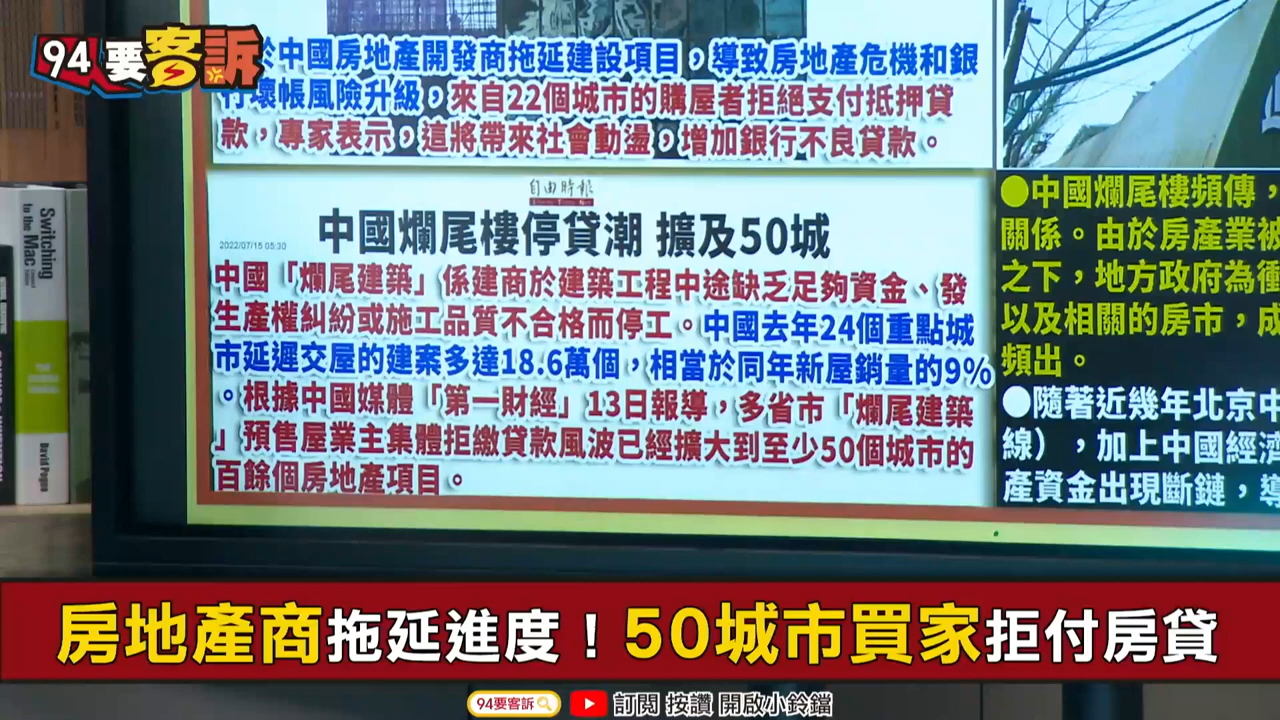 94要客訴
於中國房地產開發商拖延建設項目，導致房地產危機和銀
行壞帳風險升級，來自22個城市的購屋者拒絕支付抵押貸
款，專家表示，這將帶來社會動盪，增加銀行不良貸款。
自由時報
Liberty Times Net
中國爛尾樓停貸潮 擴及50城
2022/07/15 05:30
中國「爛尾建築」係建商於建築工程中途缺乏足夠資金、發
生產權糾紛或施工品質不合格而停工。中國去年24個重點城
市延遲交屋的建案多達18.6萬個，相當於同年新屋銷量的9%
。根據中國媒體「第一財經」13日報導，多省市「爛尾建築
」預售屋業主集體拒繳貸款風波已經擴大到至少50個城市的
百餘個房地產項目。
●中國爛尾樓頻傳，
關係。由於房產業被
之下，地方政府為衝
以及相關的房市，成
頻出。
●隨著近幾年北京中
線），加上中國經濟
產資金出現斷鏈，導
Switching
to the Mac
David Pogue
房地產商拖延進度！50城市買家拒付房貸
94要客訴
訂閱 按讚 開啟小鈴鐺